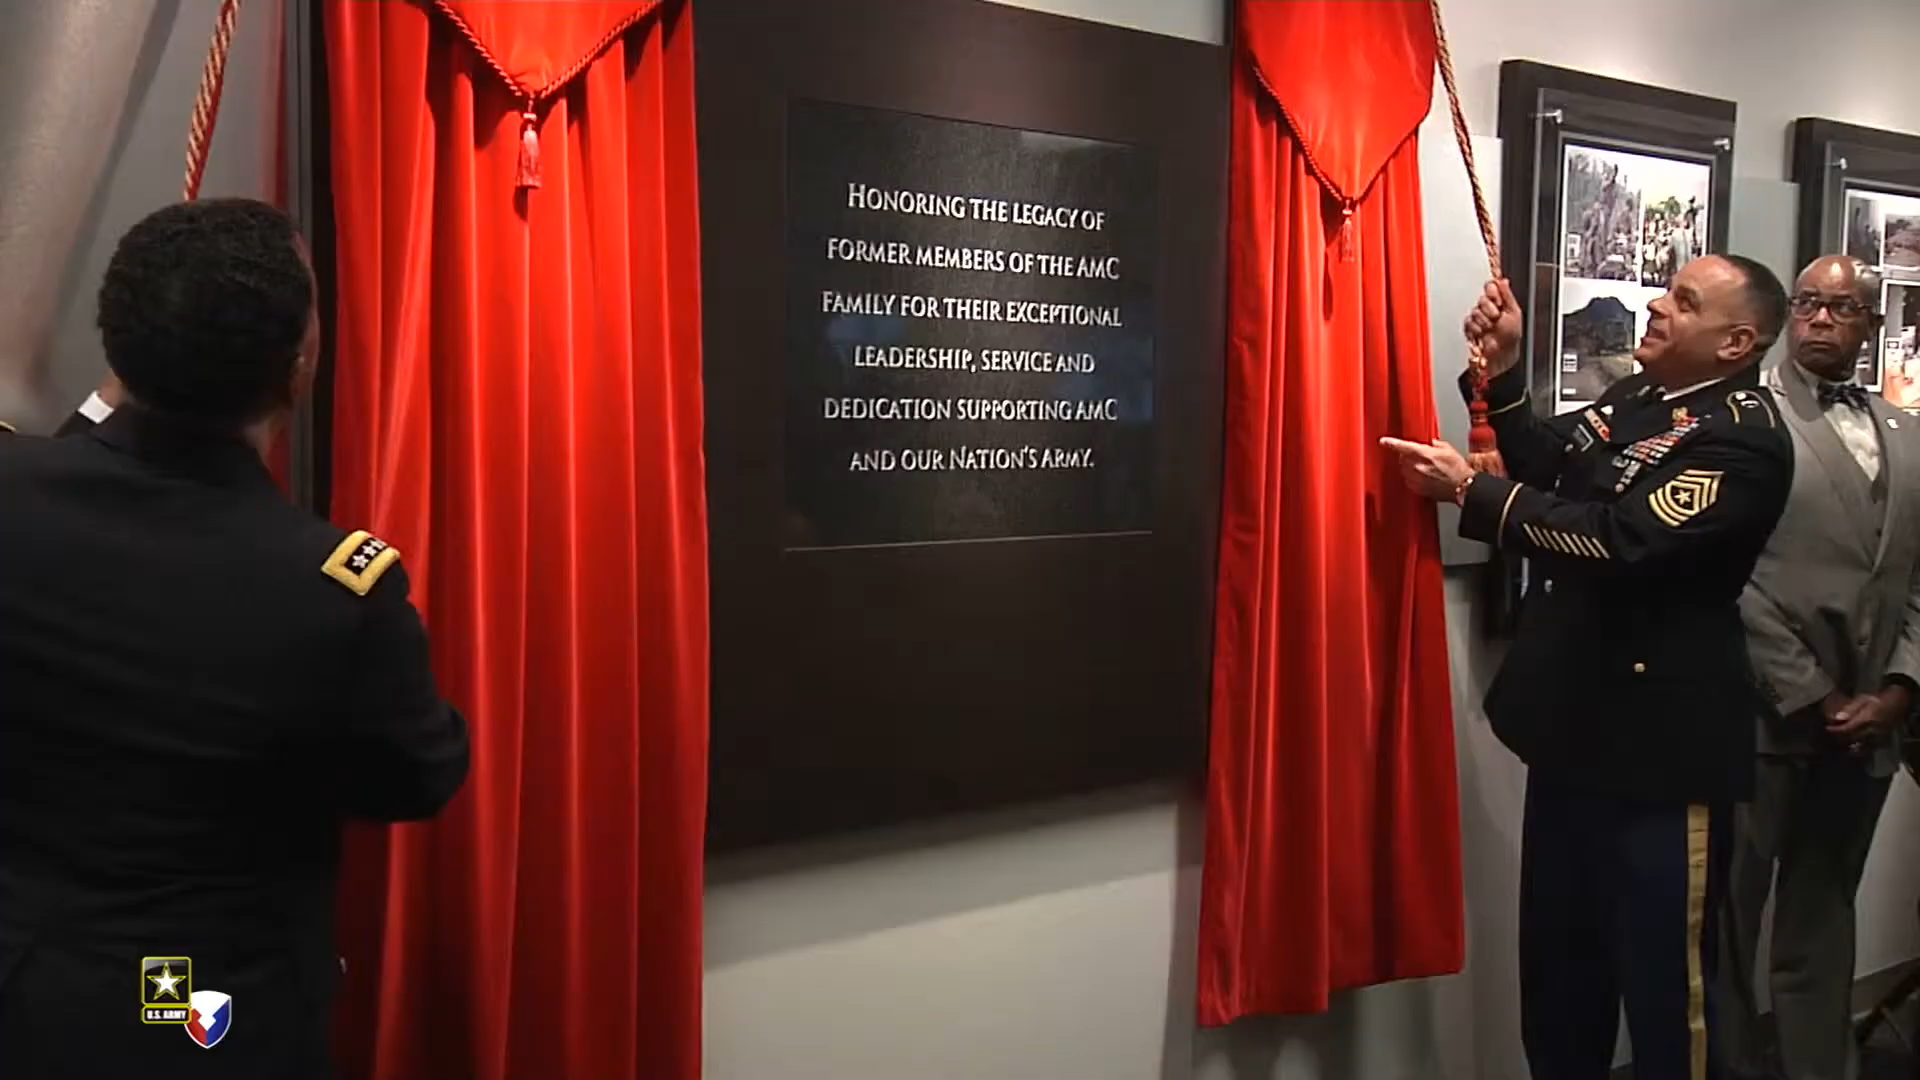 HONORING THE LEGACY OF
FORMER MEMBERS OF THE AMC
FAMILY FOR THEIR EXCEPTIONAL
LEADERSHIP, SERVICE AND
DEDICATION SUPPORTING AMC
AND OUR NATION'S ARMY.
U.S. ARMY